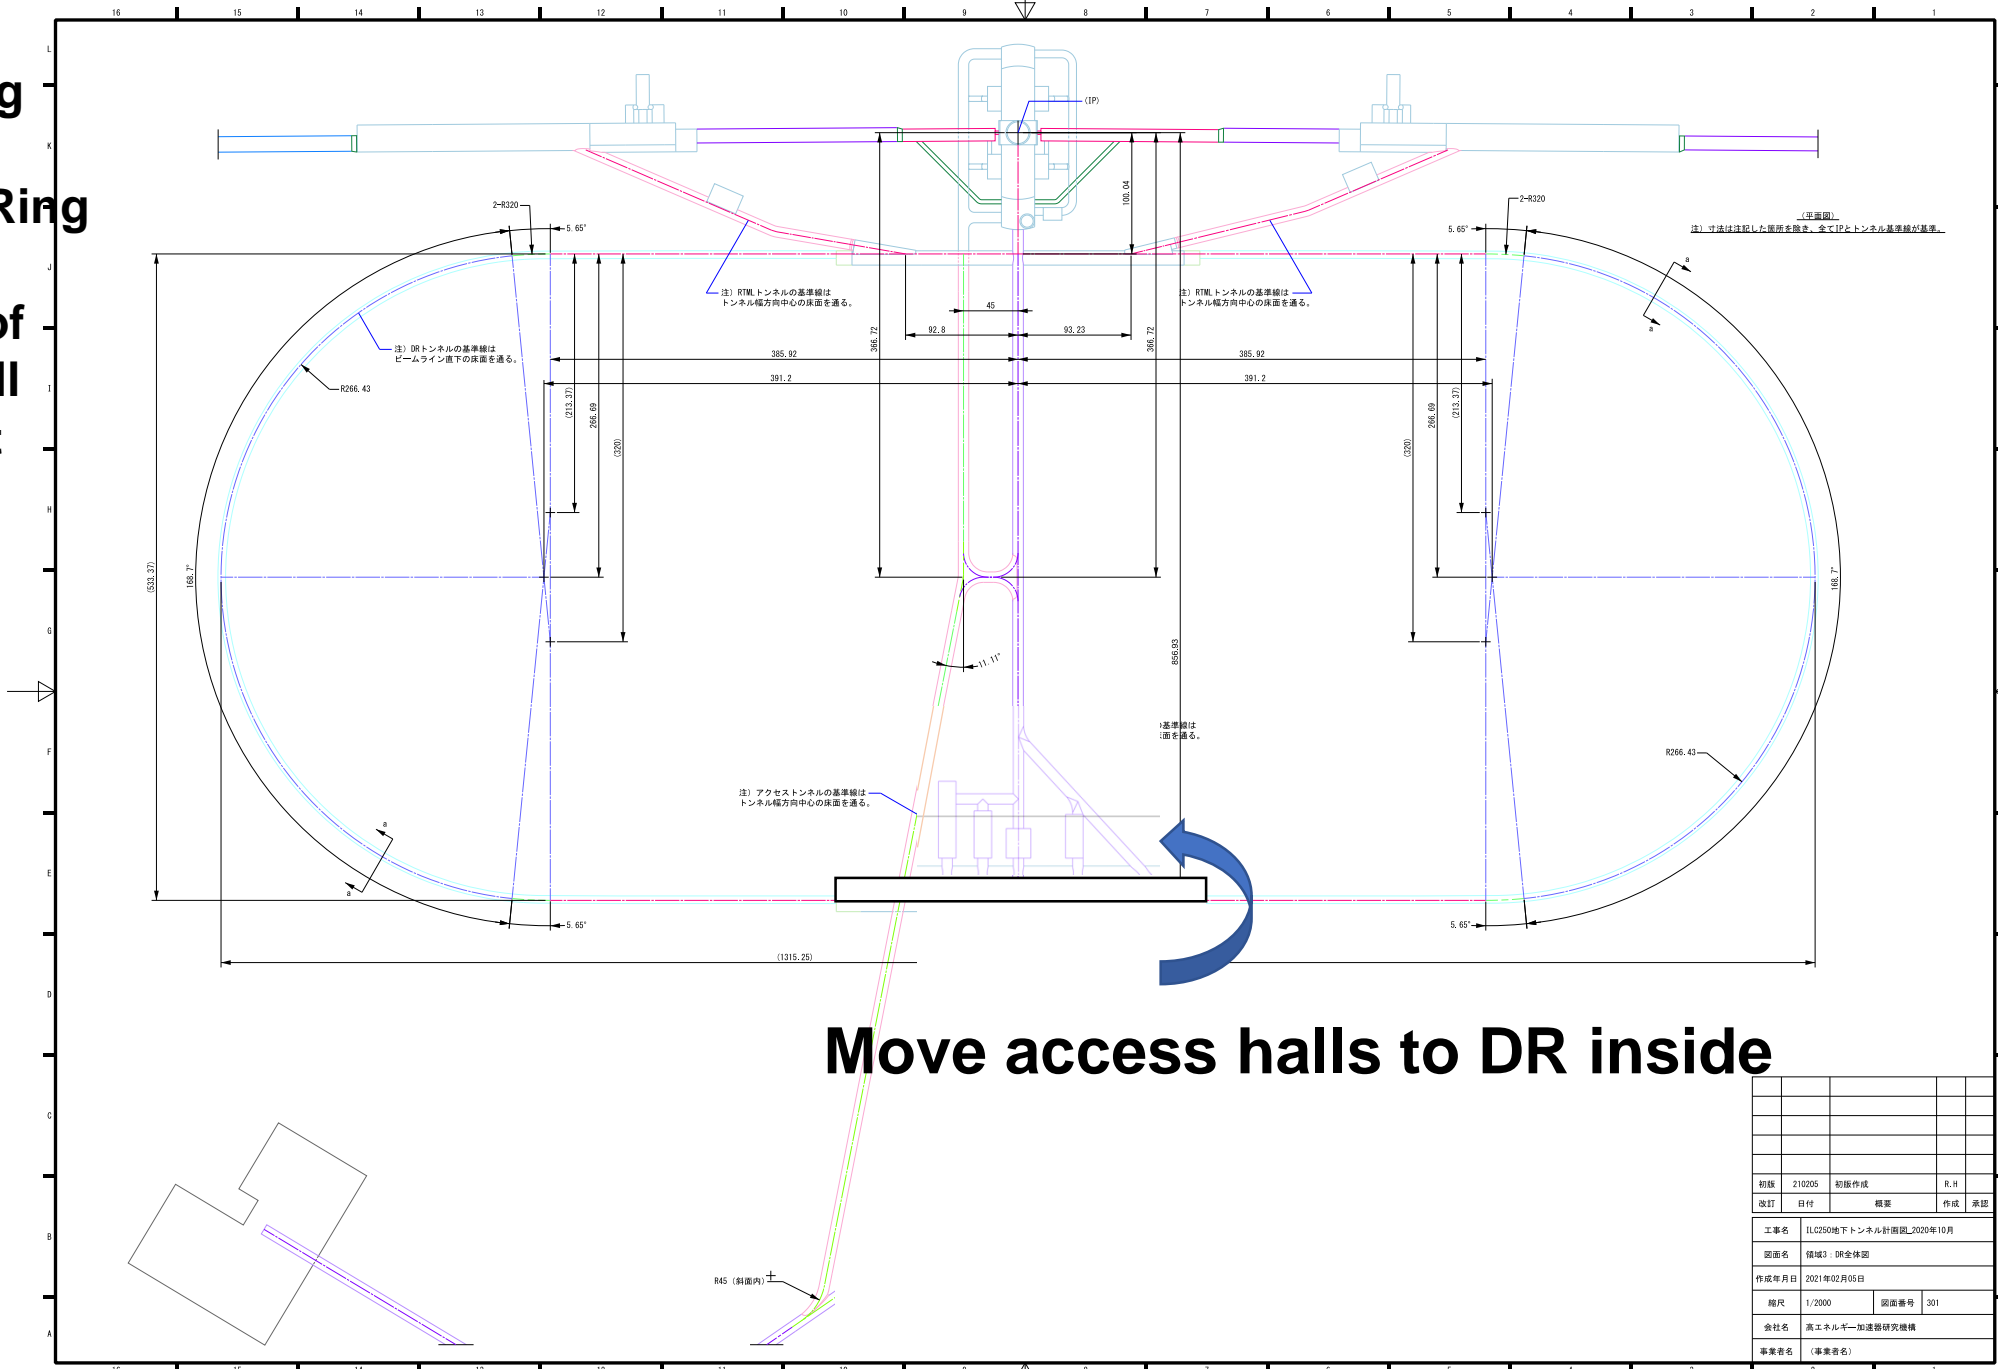 16 15 14 13 12 11 10 9 8 7 6 5 4 3 2 1
L
K
J
I
H
G
F
E
D
C
B
A
Ring
of
(IP)
100.04
2-R320
5.65°
2-R320
5.65°
(平面図)
注) 寸法は注記した箇所を除き、全てIPとトンネル基準線が基準。
a
a
注) RTMLトンネルの基準線は
トンネル幅方向中心の床面を通る。
注) RTMLトンネルの基準線は
トンネル幅方向中心の床面を通る。
45
92.8
93.23
366.72
366.72
注) DRトンネルの基準線は
ビームライン直下の床面を通る。
385.92
385.92
391.2
391.2
R266.43
(213.37)
266.69
(320)
(213.37)
266.69
(320)
(533.37)
168.7°
168.7°
11.11°
856.93
基準線は
面を通る。
R266.43
注) アクセストンネルの基準線は
トンネル幅方向中心の床面を通る。
a
a
5.65°
5.65°
(1315.25)
Move access halls to DR inside
R45 (斜面内)
初版 210205 初版作成 R.H
改訂 日付 概要 作成 承認
工事名 ILC250地下トンネル計画図_2020年10月
図面名 領域3：DR全体図
作成年月日 2021年02月05日
縮尺 1/2000 図面番号 301
会社名 高エネルギー加速器研究機構
事業者名 (事業者名)